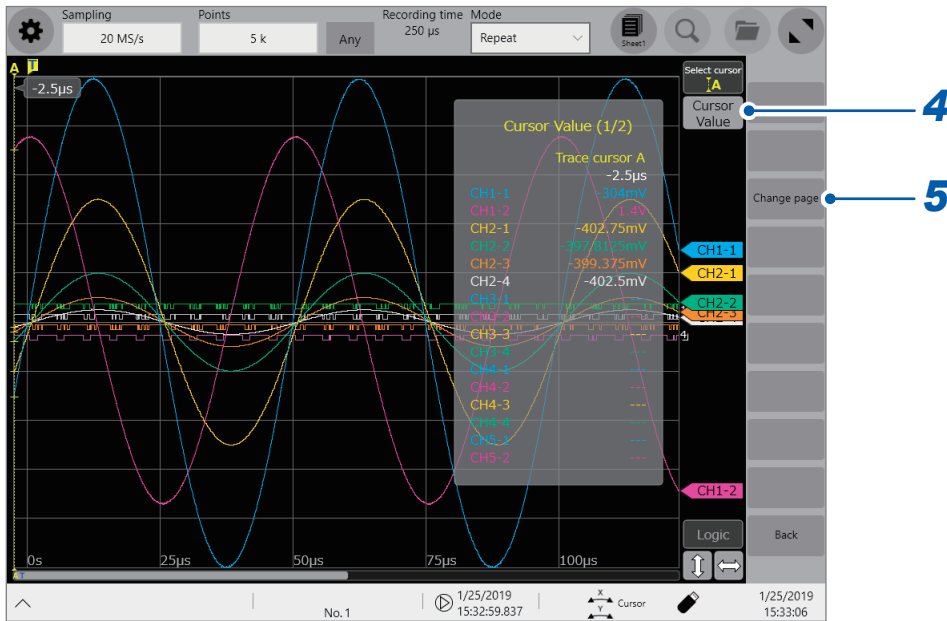 Sampling
Points
Recording time
Mode
20 MS/s
5 k
Any
250 µs
Repeat
Sheet1
A
T
-2.5µs
Select cursor
A
Cursor
Value
4
Cursor Value (1/2)
Trace cursor A
-2.5µs
CH1-1 -304mV
CH1-2 1.4V
CH2-1 -402.75mV
CH2-2 -397.8125mV
CH2-3 -399.375mV
CH2-4 -402.5mV
CH3-1
CH3-2 ---
CH3-3 ---
CH3-4 ---
CH4-1 ---
CH4-2 ---
CH4-3 ---
CH4-4 ---
CH5-1 ---
CH5-2 ---
Change page
5
CH1-1
CH2-1
CH2-2
CH2-3
4
CH1-2
Logic
Back
0s
25µs
50µs
75µs
100µs
A T
No. 1
1/25/2019
15:32:59.837
X
Y
Cursor
1/25/2019
15:33:06